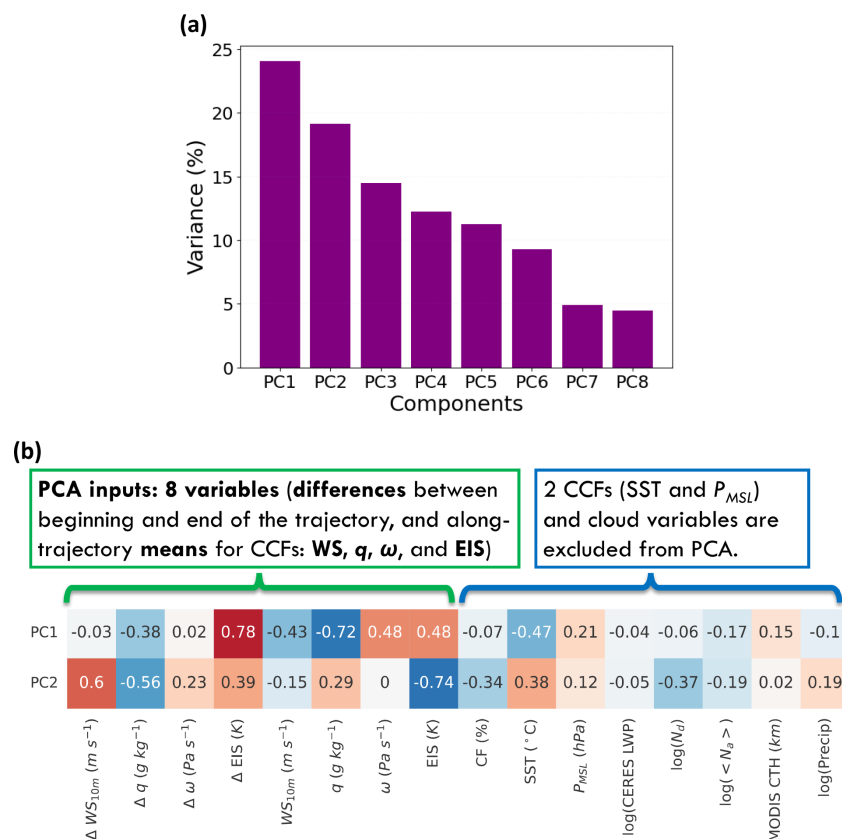 (a)
25
20
15
10
5
0
Variance (%)
PC1 PC2 PC3 PC4 PC5 PC6 PC7 PC8
Components
(b)
PCA inputs: 8 variables (differences between
beginning and end of the trajectory, and along-
trajectory means for CCFs: WS, q, ω, and EIS)
2 CCFs (SST and P_MSL)
and cloud variables are
excluded from PCA.
PC1 -0.03 -0.38 0.02 0.78 -0.43 -0.72 0.48 0.48 -0.07 -0.47 0.21 -0.04 -0.06 -0.17 0.15 -0.1
PC2 0.6 -0.56 0.23 0.39 -0.15 0.29 0 -0.74 -0.34 0.38 0.12 -0.05 -0.37 -0.19 0.02 0.19
Δ WS_10m (m s⁻¹)
Δ q (g kg⁻¹)
Δ ω (Pa s⁻¹)
Δ EIS (K)
WS_10m (m s⁻¹)
q (g kg⁻¹)
ω (Pa s⁻¹)
EIS (K)
CF (%)
SST (°C)
P_MSL (hPa)
log(CERES LWP)
log(N_d)
log(<N_a>)
MODIS CTH (km)
log(Precip)